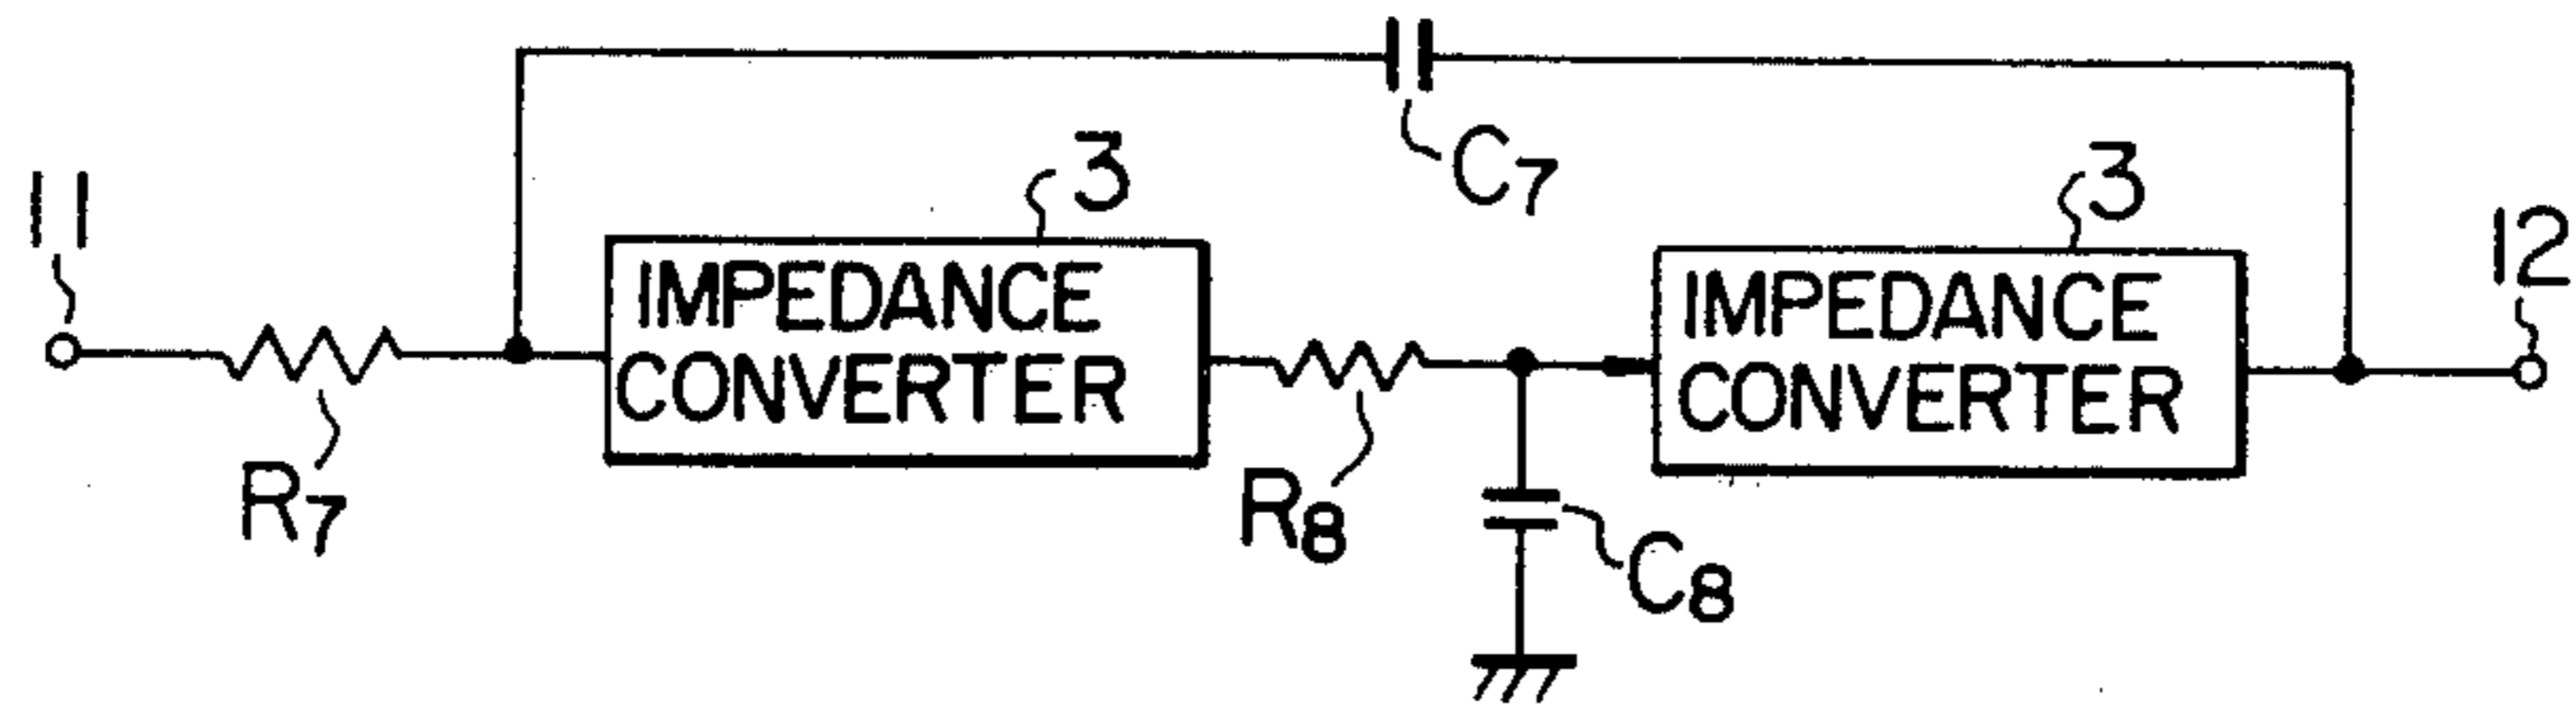 C7
3
3
11
12
IMPEDANCE
CONVERTER
IMPEDANCE
CONVERTER
R7
R8
C8